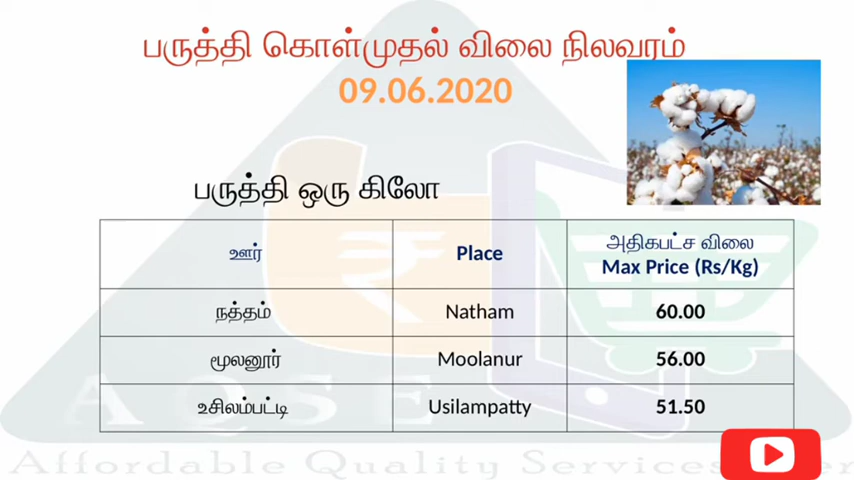 பருத்தி கொள்முதல் விலை நிலவரம்
09.06.2020
பருத்தி ஒரு கிலோ
ஊர் Place அதிகபட்ச விலை
Max Price (Rs/Kg)
நத்தம் Natham 60.00
மூலனூர் Moolanur 56.00
உசிலம்பட்டி Usilampatty 51.50
AQSE
Affordable Quality Services